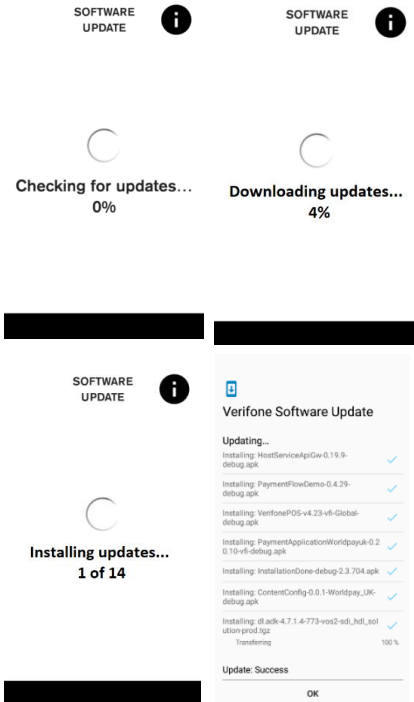 SOFTWARE
UPDATE
i
Checking for updates...
0%
SOFTWARE
UPDATE
i
Downloading updates...
4%
SOFTWARE
UPDATE
i
Installing updates...
1 of 14
Verifone Software Update
Updating...
Installing: HostServiceApiGw-0.19.9-
debug.apk
Installing: PaymentFlowDemo-0.4.29-
debug.apk
Installing: VerifonePOS-v4.23-vfi-Global-
debug.apk
Installing: PaymentApplicationWorldpayuk-0.2
0.10-vfi-debug.apk
Installing: InstallationDone-debug-2.3.704.apk
Installing: ContentConfig-0.0.1-Worldpay_UK-
debug.apk
Installing: dl.adk-4.7.1.4-773-vos2-sdi_hdl_sol
ution-prod.tgz
Transferring 100 %
Update: Success
OK